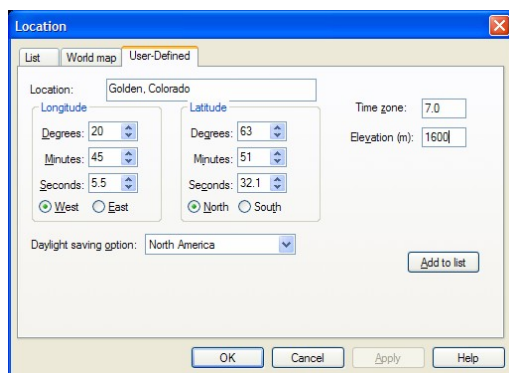 Location
List World map User-Defined
Location: Golden, Colorado
Longitude Latitude Time zone: 7.0
Degrees: 20 Degrees: 63 Elevation (m): 1600
Minutes: 45 Minutes: 51
Seconds: 5.5 Seconds: 32.1
West East North South
Daylight saving option: North America
Add to list
OK Cancel Apply Help